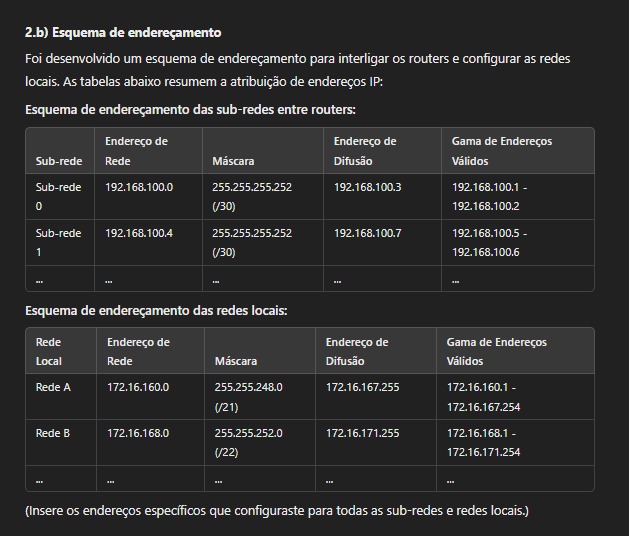 2.b) Esquema de endereçamento
Foi desenvolvido um esquema de endereçamento para interligar os routers e configurar as redes
locais. As tabelas abaixo resumem a atribuição de endereços IP:
Esquema de endereçamento das sub-redes entre routers:
Sub-rede Endereço de Rede Máscara Endereço de Difusão Gama de Endereços Válidos
Sub-rede 0 192.168.100.0 255.255.255.252 (/30) 192.168.100.3 192.168.100.1 - 192.168.100.2
Sub-rede 1 192.168.100.4 255.255.255.252 (/30) 192.168.100.7 192.168.100.5 - 192.168.100.6
... ... ... ... ...
Esquema de endereçamento das redes locais:
Rede Local Endereço de Rede Máscara Endereço de Difusão Gama de Endereços Válidos
Rede A 172.16.160.0 255.255.248.0 (/21) 172.16.167.255 172.16.160.1 - 172.16.167.254
Rede B 172.16.168.0 255.255.252.0 (/22) 172.16.171.255 172.16.168.1 - 172.16.171.254
... ... ... ... ...
(Insere os endereços específicos que configuraste para todas as sub-redes e redes locais.)